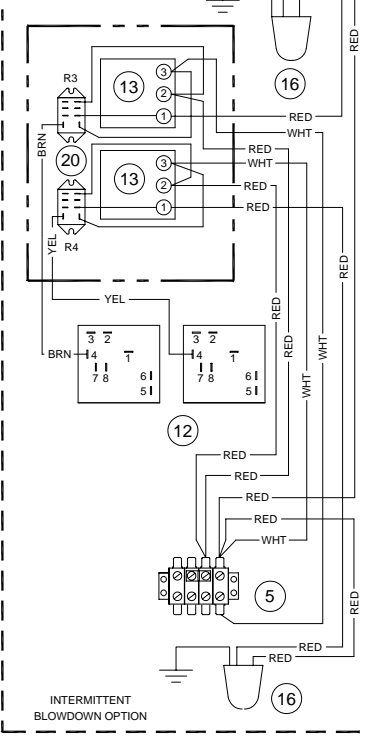 16
RED
R3
13
3
2
1
RED
WHT
BRN
20
RED
13
3
WHT
2
RED
1
RED
YEL
R4
RED
YEL
RED
RED
WHT
WHT
3 2
4
1
7 8
6
5
BRN
3 2
4
1
7 8
6
5
12
RED
RED
RED
RED
WHT
5
RED
RED
RED
16
INTERMITTENT
BLOWDOWN OPTION